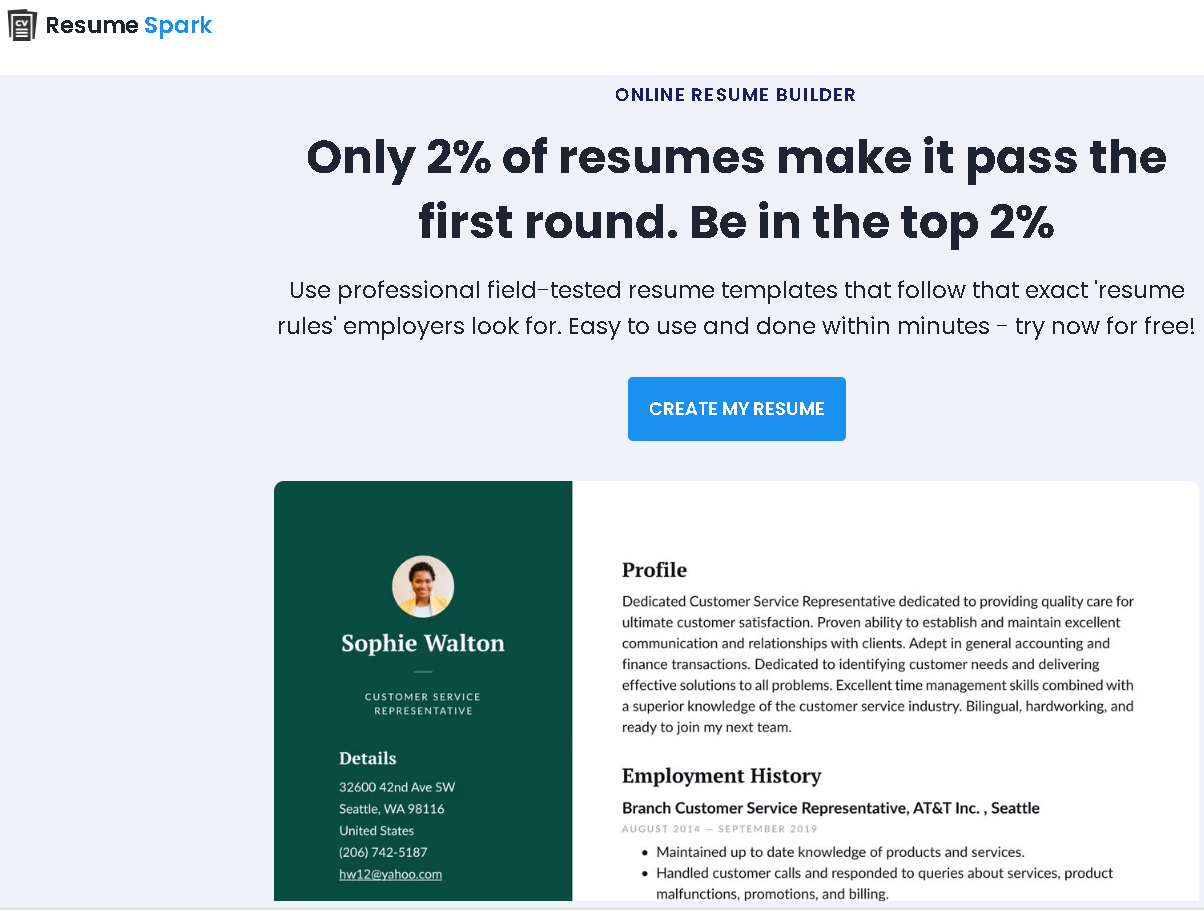 CV
Resume Spark
ONLINE RESUME BUILDER
Only 2% of resumes make it pass the
first round. Be in the top 2%
Use professional field-tested resume templates that follow that exact 'resume
rules' employers look for. Easy to use and done within minutes - try now for free!
CREATE MY RESUME
Sophie Walton
CUSTOMER SERVICE
REPRESENTATIVE
Details
32600 42nd Ave SW
Seattle, WA 98116
United States
(206) 742-5187
hw12@yahoo.com
Profile
Dedicated Customer Service Representative dedicated to providing quality care for
ultimate customer satisfaction. Proven ability to establish and maintain excellent
communication and relationships with clients. Adept in general accounting and
finance transactions. Dedicated to identifying customer needs and delivering
effective solutions to all problems. Excellent time management skills combined with
a superior knowledge of the customer service industry. Bilingual, hardworking, and
ready to join my next team.
Employment History
Branch Customer Service Representative, AT&T Inc. , Seattle
AUGUST 2014 — SEPTEMBER 2019
• Maintained up to date knowledge of products and services.
• Handled customer calls and responded to queries about services, product
malfunctions, promotions, and billing.